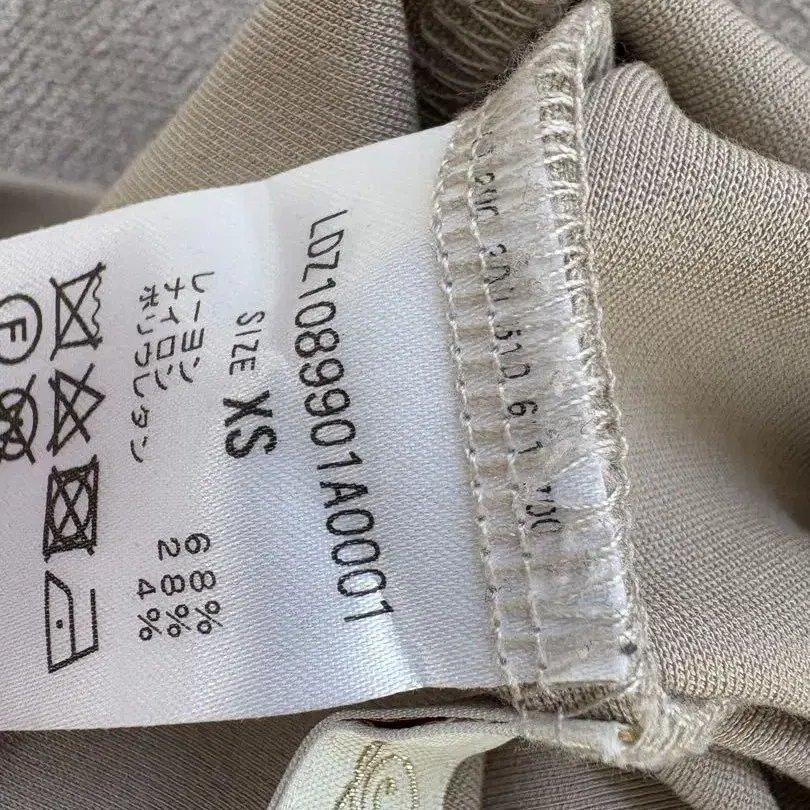 LDZ1089901A0001
SIZE XS
レーヨン 68%
ナイロン 28%
ポリウレタン 4%
F